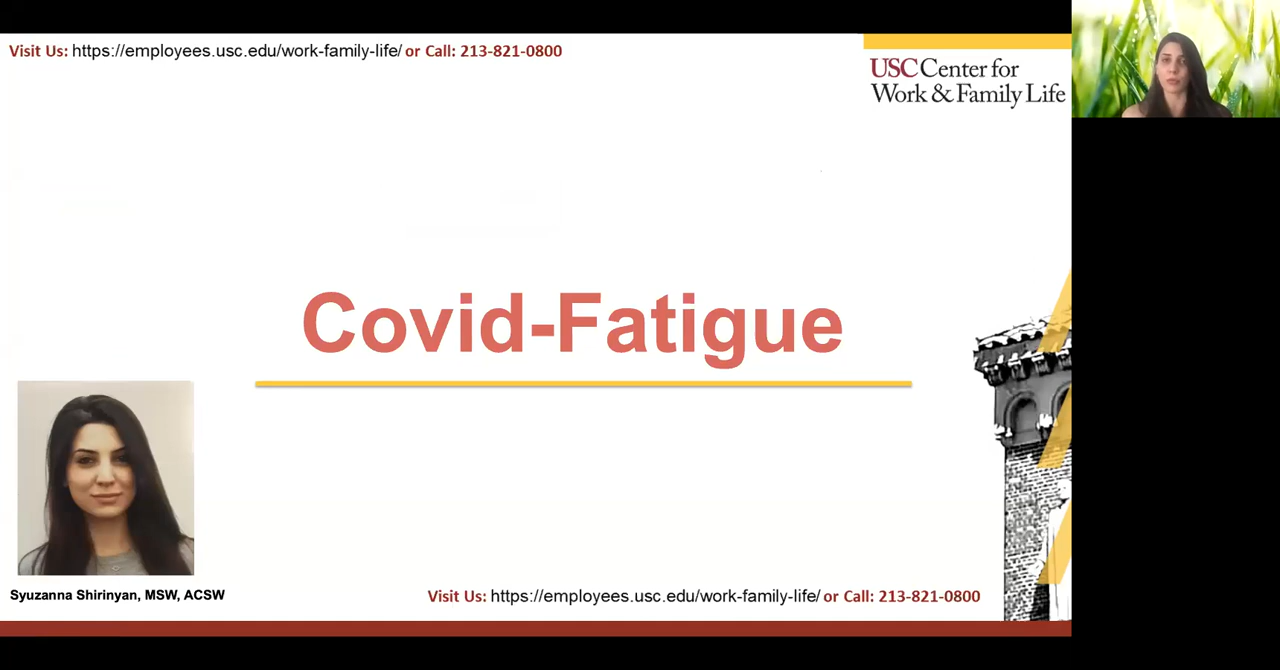 Visit Us: https://employees.usc.edu/work-family-life/ or Call: 213-821-0800
USC Center for
Work & Family Life
Covid-Fatigue
Syuzanna Shirinyan, MSW, ACSW
Visit Us: https://employees.usc.edu/work-family-life/ or Call: 213-821-0800